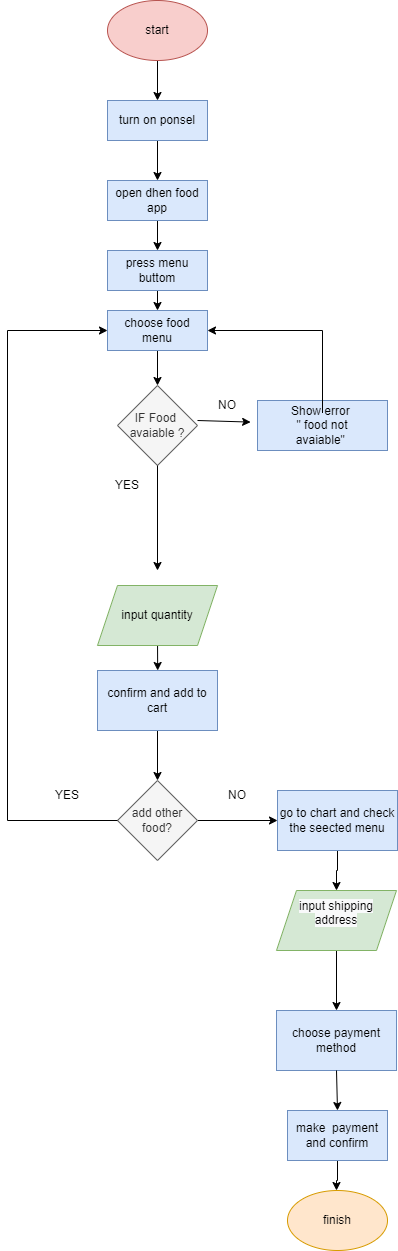 start
turn on ponsel
open dhen food
app
press menu
buttom
choose food
menu
IF Food
avaiable ?
NO
Show error
" food not
avaiable"
YES
input quantity
confirm and add to
cart
YES
add other
food?
NO
go to chart and check
the seected menu
input shipping
address
choose payment
method
make  payment
and confirm
finish